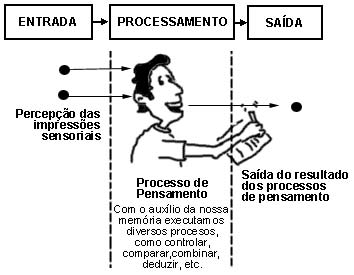 ENTRADA
PROCESSAMENTO
SAÍDA
Percepção das
impressões
sensoriais
Processo de
Pensamento
Com o auxílio da nossa
memória executamos
diversos procesos,
como controlar,
comparar,combinar,
deduzir, etc.
Saída do resultado
dos processos
de pensamento